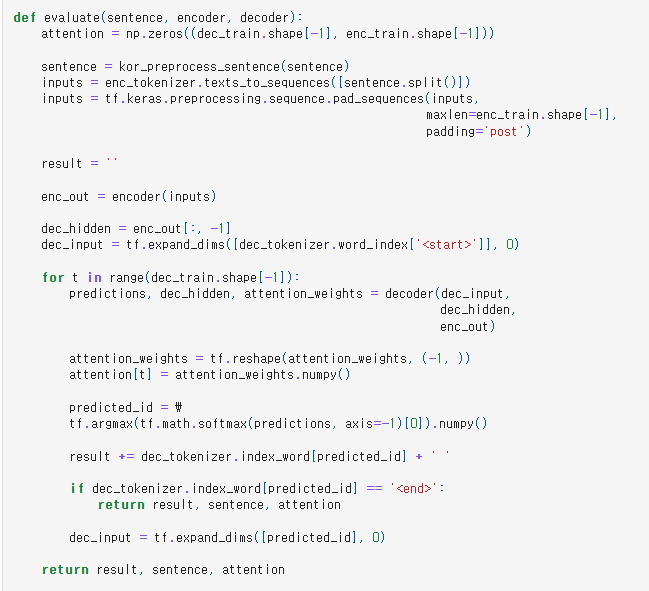 def evaluate(sentence, encoder, decoder):
    attention = np.zeros((dec_train.shape[-1], enc_train.shape[-1]))

    sentence = kor_preprocess_sentence(sentence)
    inputs = enc_tokenizer.texts_to_sequences([sentence.split()])
    inputs = tf.keras.preprocessing.sequence.pad_sequences(inputs,
                                                           maxlen=enc_train.shape[-1],
                                                           padding='post')

    result = ''

    enc_out = encoder(inputs)

    dec_hidden = enc_out[:, -1]
    dec_input = tf.expand_dims([dec_tokenizer.word_index['<start>']], 0)

    for t in range(dec_train.shape[-1]):
        predictions, dec_hidden, attention_weights = decoder(dec_input,
                                                             dec_hidden,
                                                             enc_out)

        attention_weights = tf.reshape(attention_weights, (-1, ))
        attention[t] = attention_weights.numpy()

        predicted_id = ₩
        tf.argmax(tf.math.softmax(predictions, axis=-1)[0]).numpy()

        result += dec_tokenizer.index_word[predicted_id] + ' '

        if dec_tokenizer.index_word[predicted_id] == '<end>':
            return result, sentence, attention

        dec_input = tf.expand_dims([predicted_id], 0)

    return result, sentence, attention